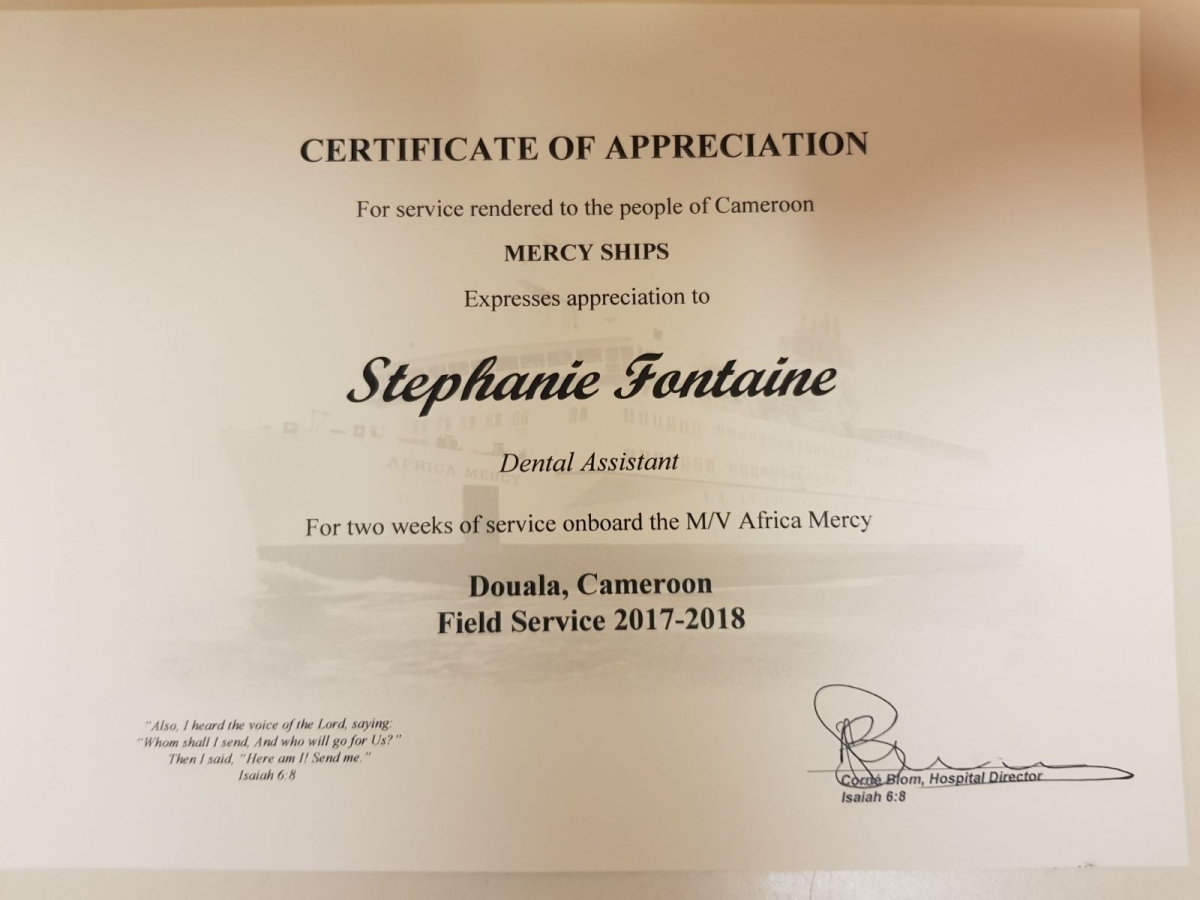 CERTIFICATE OF APPRECIATION
For service rendered to the people of Cameroon
MERCY SHIPS
Expresses appreciation to
Stephanie Fontaine
Dental Assistant
AFRICA MERCY
For two weeks of service onboard the M/V Africa Mercy
Douala, Cameroon
Field Service 2017-2018
"Also, I heard the voice of the Lord, saying:
"Whom shall I send, And who will go for Us?"
Then I said, "Here am I! Send me."
Isaiah 6:8
Blom, Hospital Director
Isaiah 6:8